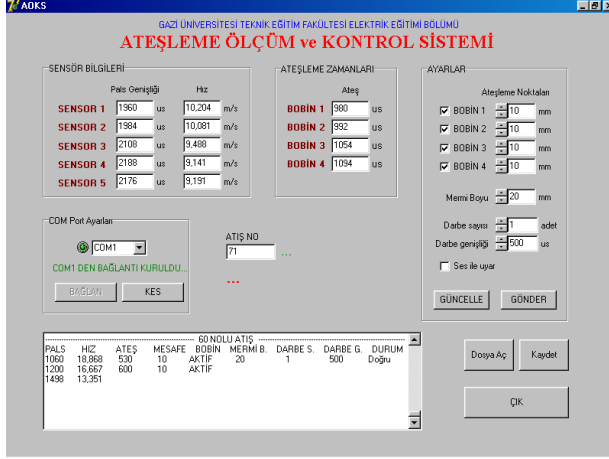 AOKS
GAZİ ÜNİVERSİTESİ TEKNİK EĞİTİM FAKÜLTESİ ELEKTRİK EĞİTİMİ BÖLÜMÜ
ATEŞLEME ÖLÇÜM ve KONTROL SİSTEMİ
SENSÖR BİLGİLERİ
Pals Genişliği Hız
SENSOR 1 1960 us 10,204 m/s
SENSOR 2 1984 us 10,081 m/s
SENSOR 3 2108 us 9,488 m/s
SENSOR 4 2188 us 9,141 m/s
SENSOR 5 2176 us 9,191 m/s
ATEŞLEME ZAMANLARI
Ateş
BOBİN 1 980 us
BOBİN 2 992 us
BOBİN 3 1054 us
BOBİN 4 1094 us
AYARLAR
Ateşleme Noktaları
BOBİN 1 10 mm
BOBİN 2 10 mm
BOBİN 3 10 mm
BOBİN 4 10 mm
Mermi Boyu 20 mm
Darbe sayısı 1 adet
Darbe genişliği 500 us
Ses ile uyar
GÜNCELLE GÖNDER
COM Port Ayarları
COM1
COM1 DEN BAĞLANTI KURULDU...
BAĞLAN KES
ATIŞ NO
71 ...
...
60 NOLU ATIŞ
PALS HIZ ATEŞ MESAFE BOBİN MERMİ B. DARBE S. DARBE G. DURUM
1060 18,868 530 10 AKTİF 20 1 500 Doğru
1200 16,667 600 10 AKTİF
1498 13,351
Dosya Aç Kaydet
ÇIK